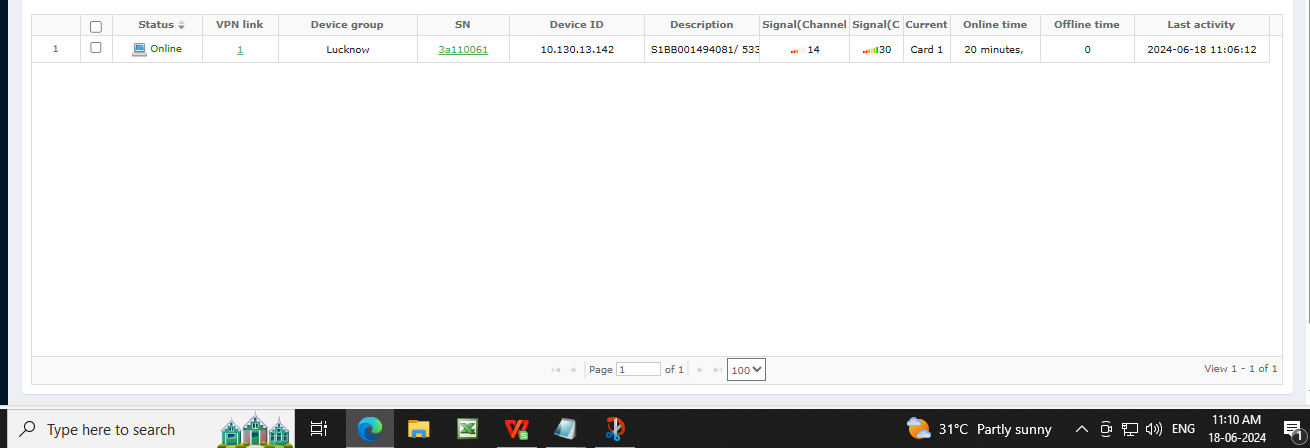 Status VPN link Device group SN Device ID Description Signal(Channel Signal(C Current Online time Offline time Last activity
1 Online 1 Lucknow 3a110061 10.130.13.142 S1BB001494081/ 533 14 30 Card 1 20 minutes, 0 2024-06-18 11:06:12
Page 1 of 1 100 View 1 - 1 of 1
Type here to search 31°C Partly sunny ENG 11:10 AM
18-06-2024 1